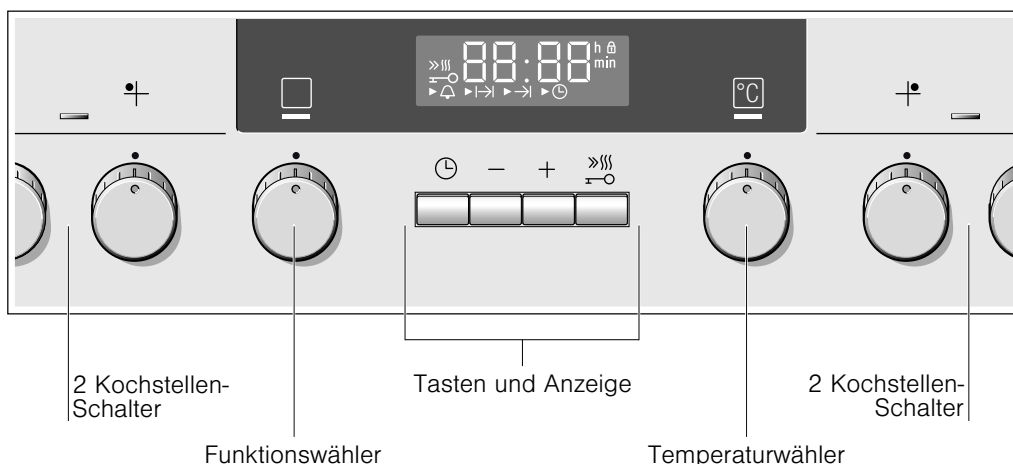 88:88 h
min
°C
− +
2 Kochstellen-
Schalter
Tasten und Anzeige
2 Kochstellen-
Schalter
Funktionswähler
Temperaturwähler